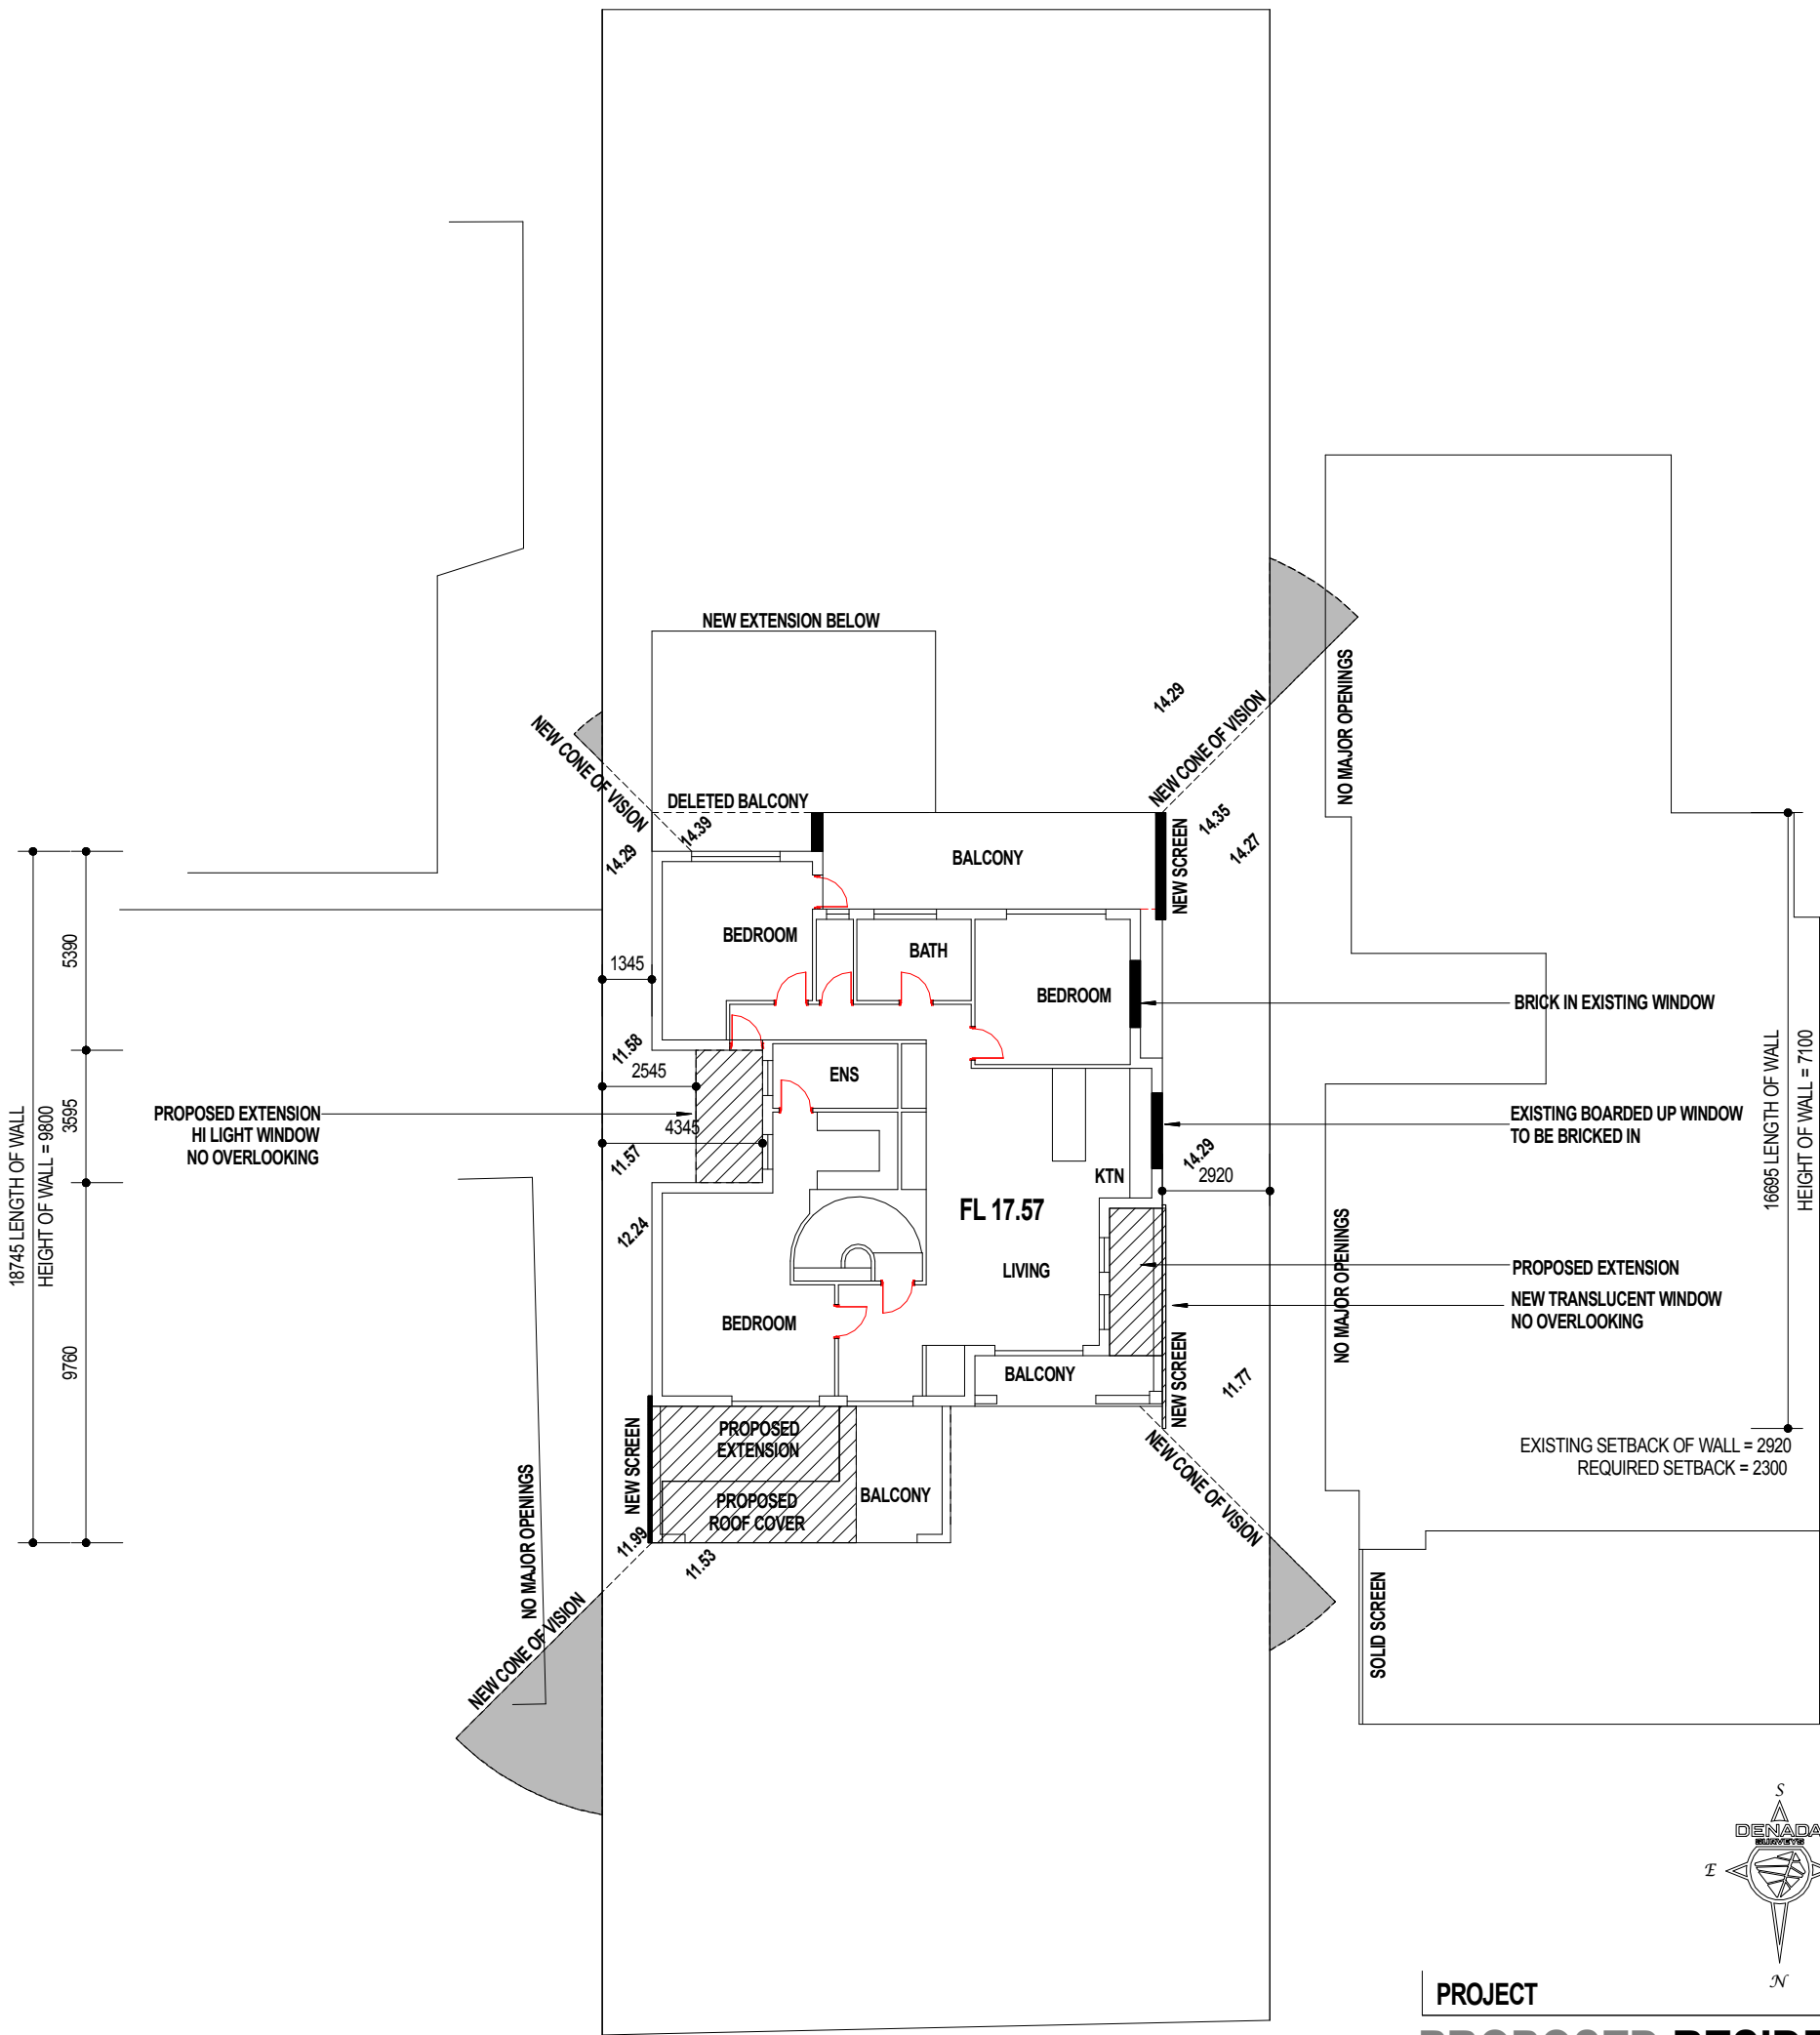 NEW EXTENSION BELOW
NEW CONE OF VISION
DELETED BALCONY
14.39
14.29
14.29
NEW CONE OF VISION
14.35
14.27
NO MAJOR OPENINGS
BALCONY
NEW SCREEN
BEDROOM
BATH
BEDROOM
1345
5390
3595
9760
18745 LENGTH OF WALL
HEIGHT OF WALL = 9800
BRICK IN EXISTING WINDOW
11.58
2545
ENS
PROPOSED EXTENSION
HI LIGHT WINDOW
NO OVERLOOKING
4345
11.57
EXISTING BOARDED UP WINDOW
TO BE BRICKED IN
14.29
2920
KTN
16695 LENGTH OF WALL
HEIGHT OF WALL = 7100
12.24
FL 17.57
LIVING
BEDROOM
PROPOSED EXTENSION
NEW TRANSLUCENT WINDOW
NO OVERLOOKING
NO MAJOR OPENINGS
BALCONY
NEW SCREEN
11.77
NEW SCREEN
PROPOSED
EXTENSION
PROPOSED
ROOF COVER
BALCONY
NEW CONE OF VISION
EXISTING SETBACK OF WALL = 2920
REQUIRED SETBACK = 2300
NO MAJOR OPENINGS
11.99
11.53
NEW CONE OF VISION
SOLID SCREEN
S
DENADA
SURVEYS
E
N
PROJECT